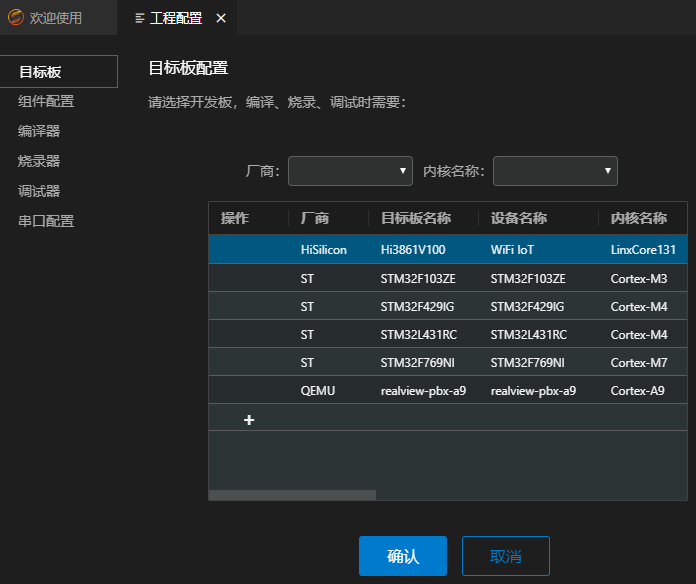 欢迎使用 工程配置
目标板
组件配置
编译器
烧录器
调试器
串口配置
目标板配置
请选择开发板，编译、烧录、调试时需要：
厂商： 内核名称：
操作 厂商 目标板名称 设备名称 内核名称
HiSilicon Hi3861V100 WiFi IoT LinxCore131
ST STM32F103ZE STM32F103ZE Cortex-M3
ST STM32F429IG STM32F429IG Cortex-M4
ST STM32L431RC STM32L431RC Cortex-M4
ST STM32F769NI STM32F769NI Cortex-M7
QEMU realview-pbx-a9 realview-pbx-a9 Cortex-A9
+
确认 取消